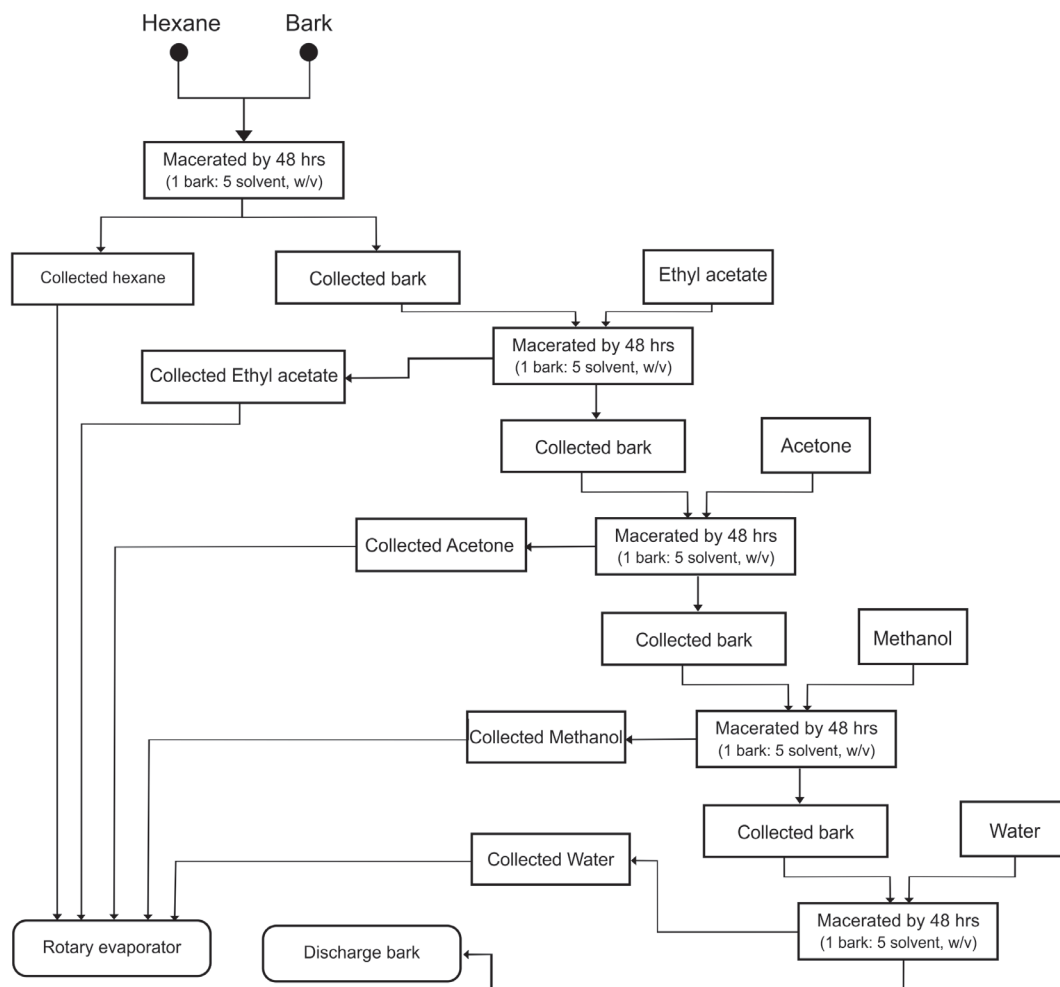 Hexane
Bark
Macerated by 48 hrs
(1 bark: 5 solvent, w/v)
Collected hexane
Collected bark
Ethyl acetate
Macerated by 48 hrs
(1 bark: 5 solvent, w/v)
Collected Ethyl acetate
Collected bark
Acetone
Macerated by 48 hrs
(1 bark: 5 solvent, w/v)
Collected Acetone
Collected bark
Methanol
Macerated by 48 hrs
(1 bark: 5 solvent, w/v)
Collected Methanol
Collected bark
Water
Collected Water
Macerated by 48 hrs
(1 bark: 5 solvent, w/v)
Rotary evaporator
Discharge bark